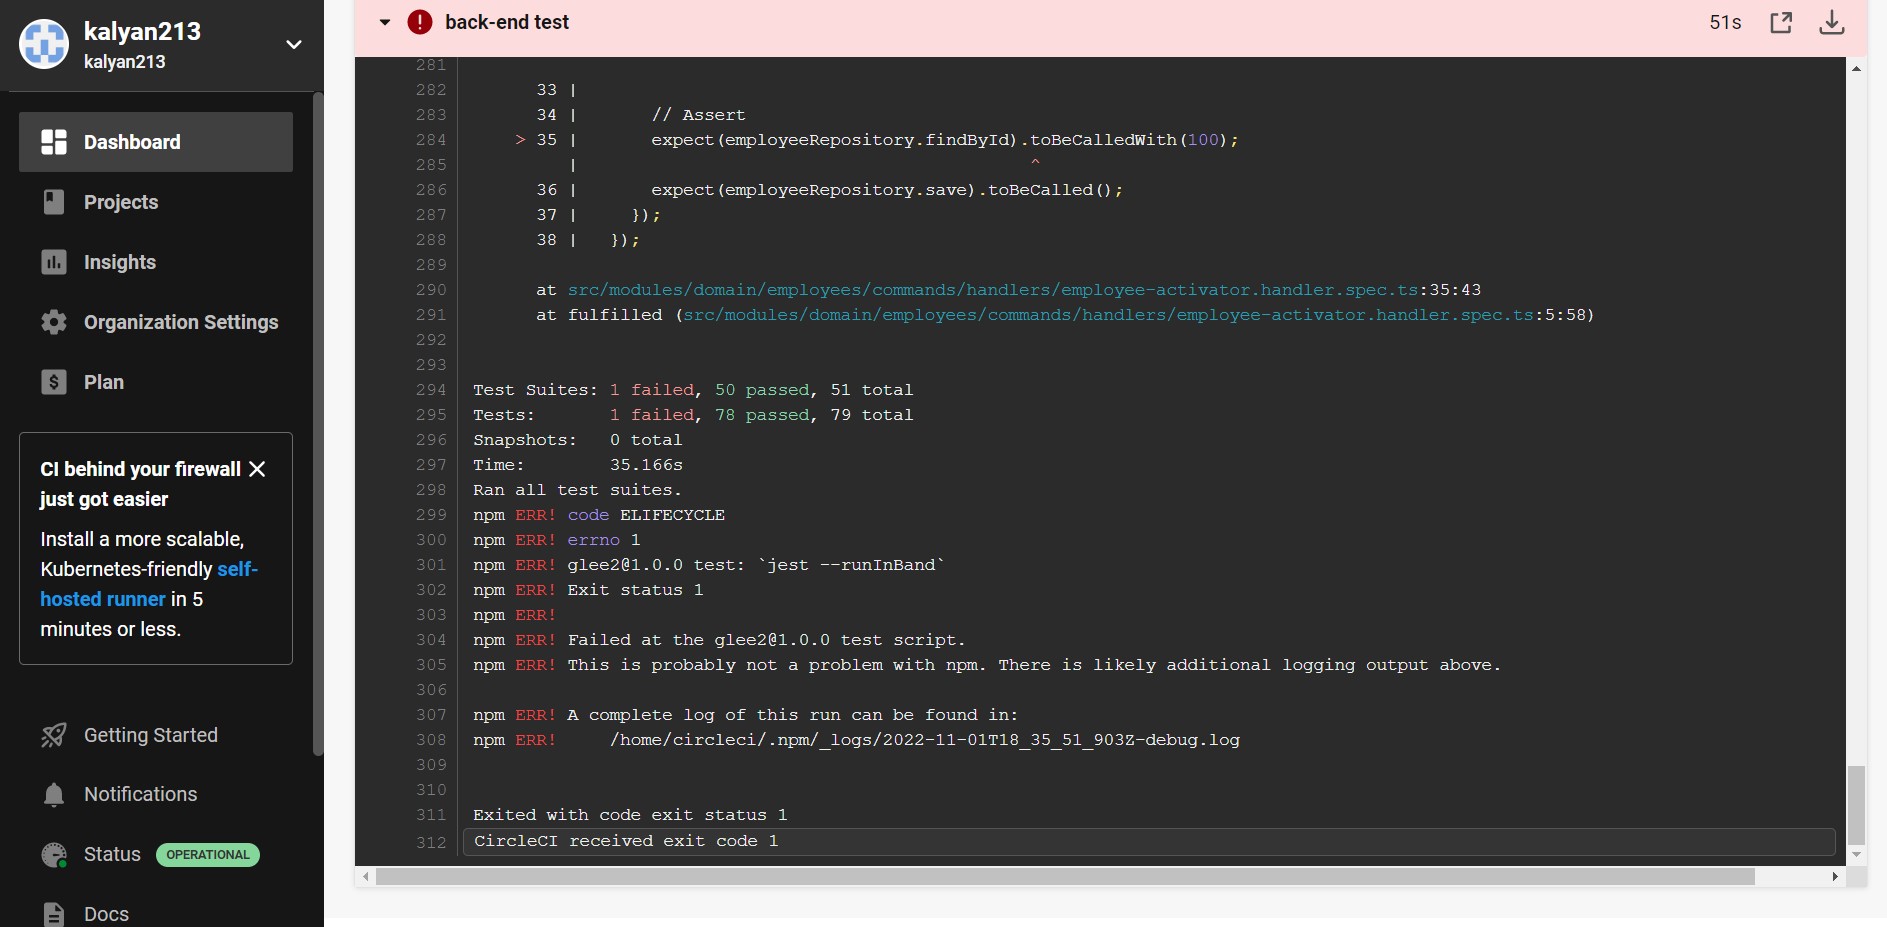 kalyan213
kalyan213
Dashboard
Projects
Insights
Organization Settings
Plan
CI behind your firewall
just got easier
Install a more scalable,
Kubernetes-friendly self-
hosted runner in 5
minutes or less.
Getting Started
Notifications
Status OPERATIONAL
Docs
back-end test 51s
281
282 33 |
283 34 | // Assert
284 > 35 | expect(employeeRepository.findById).toBeCalledWith(100);
285 | ^
286 36 | expect(employeeRepository.save).toBeCalled();
287 37 | });
288 38 | });
289
290 at src/modules/domain/employees/commands/handlers/employee-activator.handler.spec.ts:35:43
291 at fulfilled (src/modules/domain/employees/commands/handlers/employee-activator.handler.spec.ts:5:58)
292
293
294 Test Suites: 1 failed, 50 passed, 51 total
295 Tests: 1 failed, 78 passed, 79 total
296 Snapshots: 0 total
297 Time: 35.166s
298 Ran all test suites.
299 npm ERR! code ELIFECYCLE
300 npm ERR! errno 1
301 npm ERR! glee2@1.0.0 test: `jest --runInBand`
302 npm ERR! Exit status 1
303 npm ERR!
304 npm ERR! Failed at the glee2@1.0.0 test script.
305 npm ERR! This is probably not a problem with npm. There is likely additional logging output above.
306
307 npm ERR! A complete log of this run can be found in:
308 npm ERR! /home/circleci/.npm/_logs/2022-11-01T18_35_51_903Z-debug.log
309
310
311 Exited with code exit status 1
312 CircleCI received exit code 1